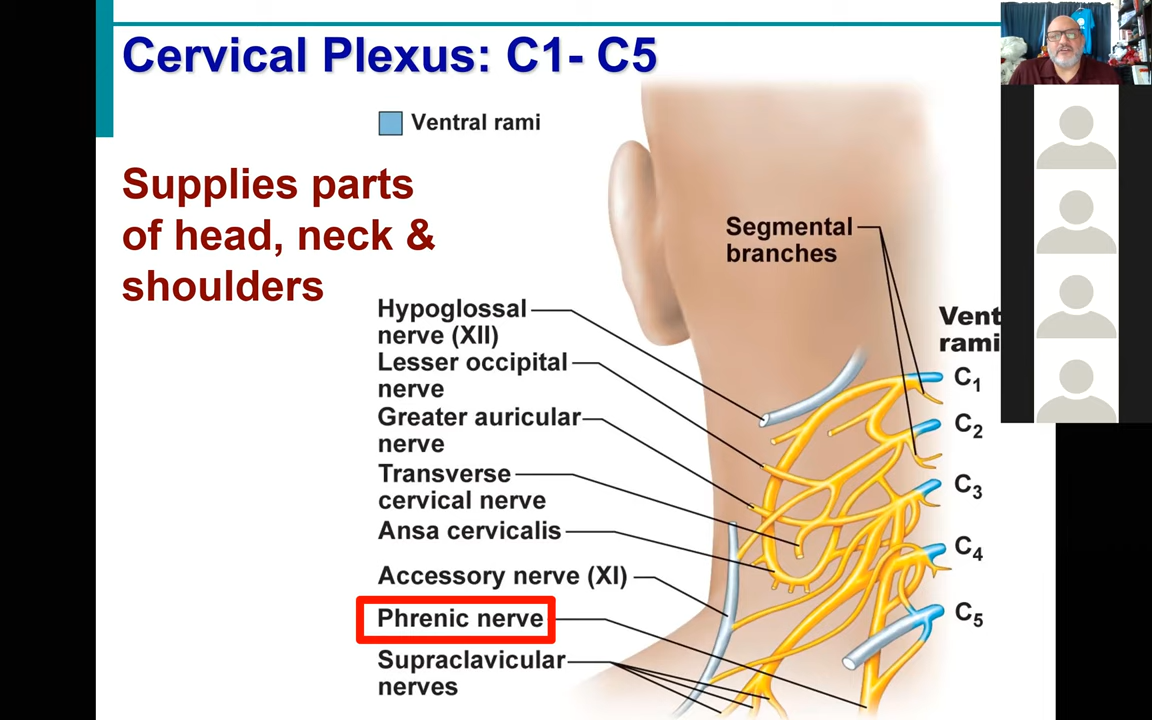 Cervical Plexus: C1- C5
Ventral rami
Supplies parts
of head, neck &
shoulders
Segmental
branches
Hypoglossal
nerve (XII)
Lesser occipital
nerve
Greater auricular
nerve
Transverse
cervical nerve
Ansa cervicalis
Accessory nerve (XI)
Phrenic nerve
Supraclavicular
nerves
Vent
rami
C1
C2
C3
C4
C5